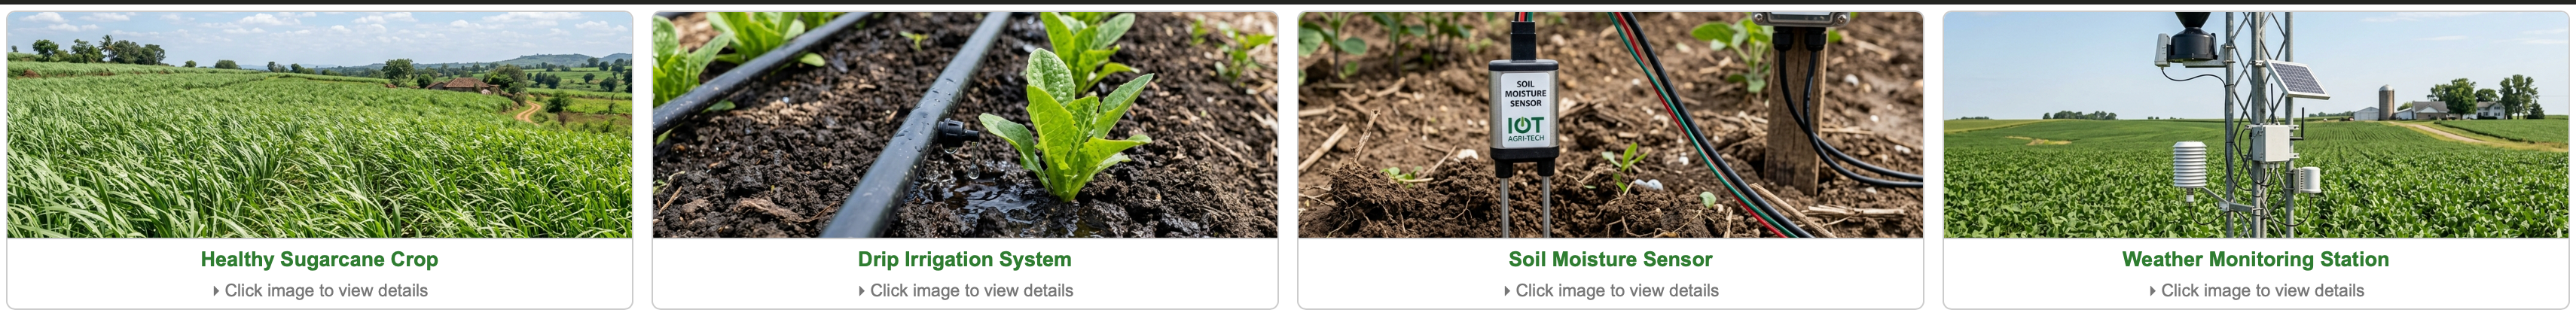 SOIL
MOISTURE
SENSOR
IOT
AGRI-TECH
Healthy Sugarcane Crop
Click image to view details
Drip Irrigation System
Click image to view details
Soil Moisture Sensor
Click image to view details
Weather Monitoring Station
Click image to view details